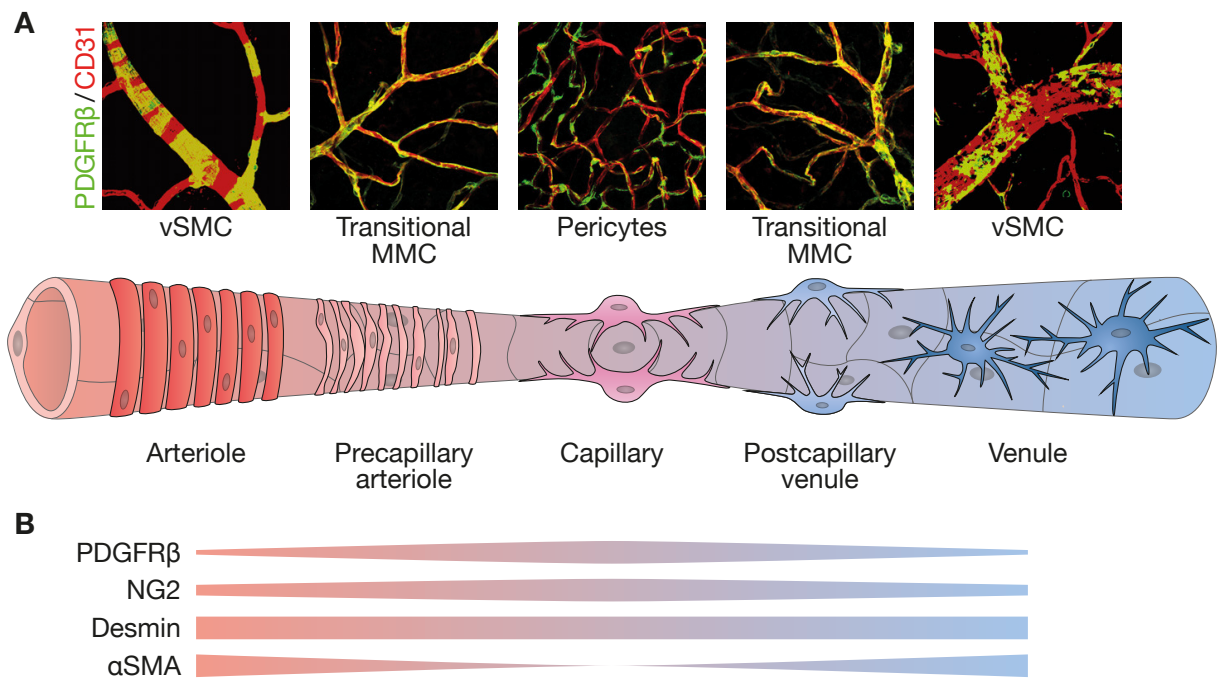 A
PDGFRβ/CD31
vSMC
Transitional
MMC
Pericytes
Transitional
MMC
vSMC
Arteriole
Precapillary
arteriole
Capillary
Postcapillary
venule
Venule
B
PDGFRβ
NG2
Desmin
αSMA